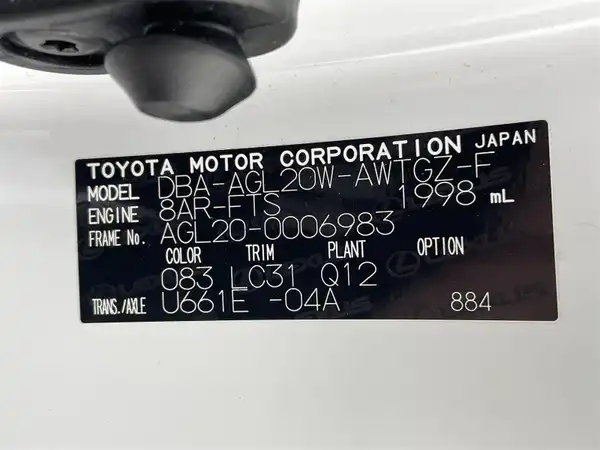 TOYOTA MOTOR CORPORATION JAPAN
MODEL DBA-AGL20W-AWTGZ-F
ENGINE 8AR-FTS 1998 mL
FRAME No. AGL20-0006983
COLOR TRIM PLANT OPTION
083 LC31 Q12
TRANS./AXLE U661E -04A 884